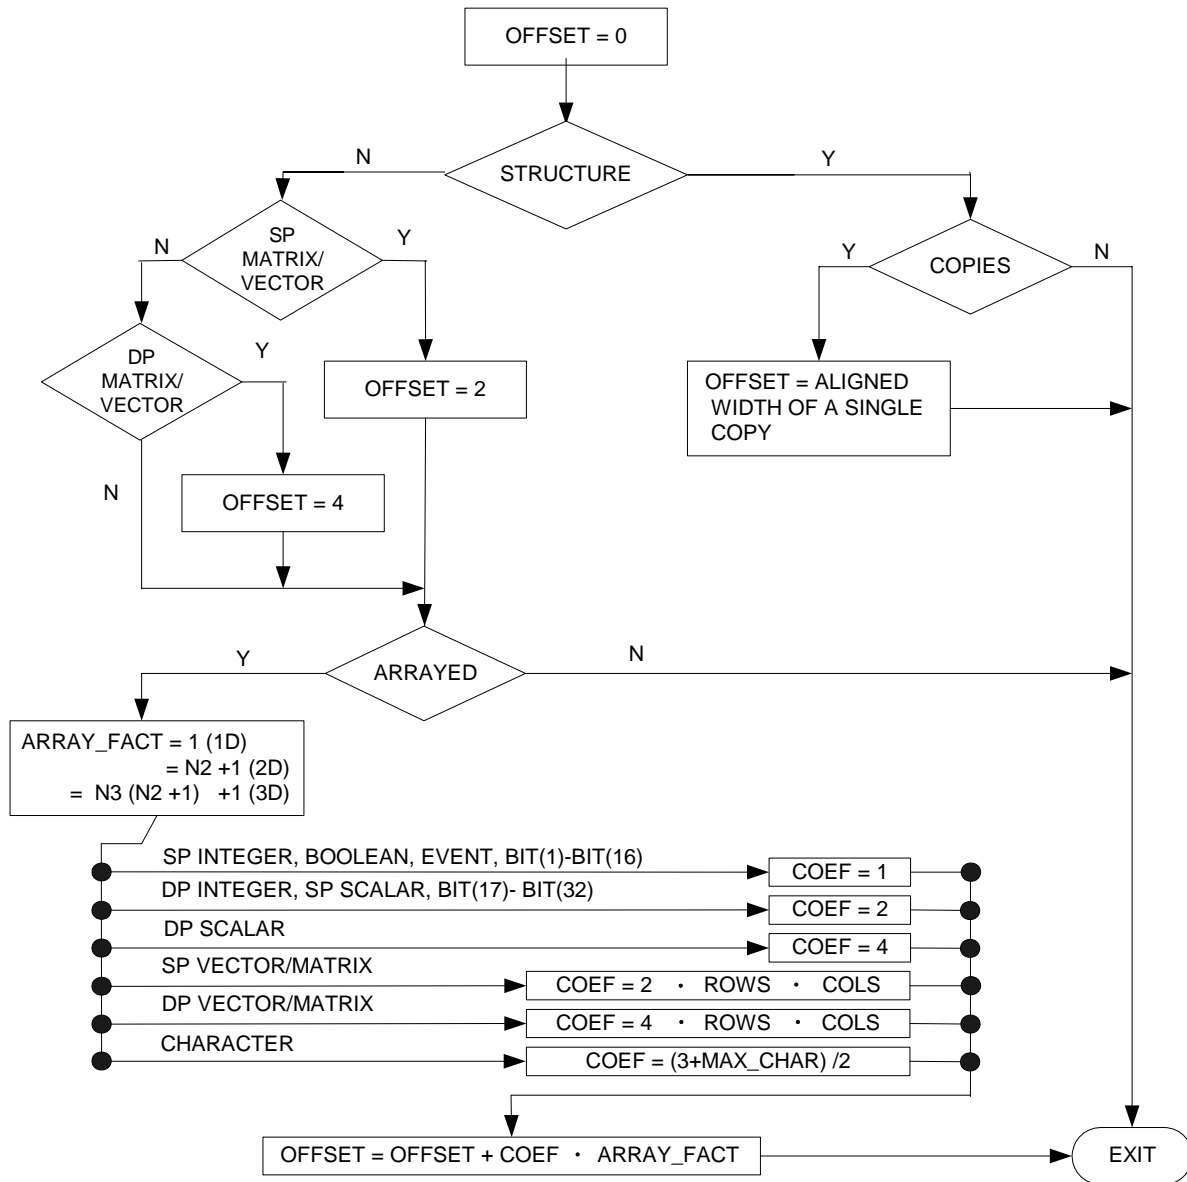 OFFSET = 0
STRUCTURE
N
Y
SP
MATRIX/
VECTOR
N
Y
COPIES
Y
N
DP
MATRIX/
VECTOR
Y
N
OFFSET = 2
OFFSET = ALIGNED
WIDTH OF A SINGLE
COPY
OFFSET = 4
ARRAYED
Y
N
ARRAY_FACT = 1 (1D)
= N2 +1 (2D)
= N3 (N2 +1) +1 (3D)
SP INTEGER, BOOLEAN, EVENT, BIT(1)-BIT(16)
COEF = 1
DP INTEGER, SP SCALAR, BIT(17)- BIT(32)
COEF = 2
DP SCALAR
COEF = 4
SP VECTOR/MATRIX
COEF = 2 · ROWS · COLS
DP VECTOR/MATRIX
COEF = 4 · ROWS · COLS
CHARACTER
COEF = (3+MAX_CHAR) /2
OFFSET = OFFSET + COEF · ARRAY_FACT
EXIT